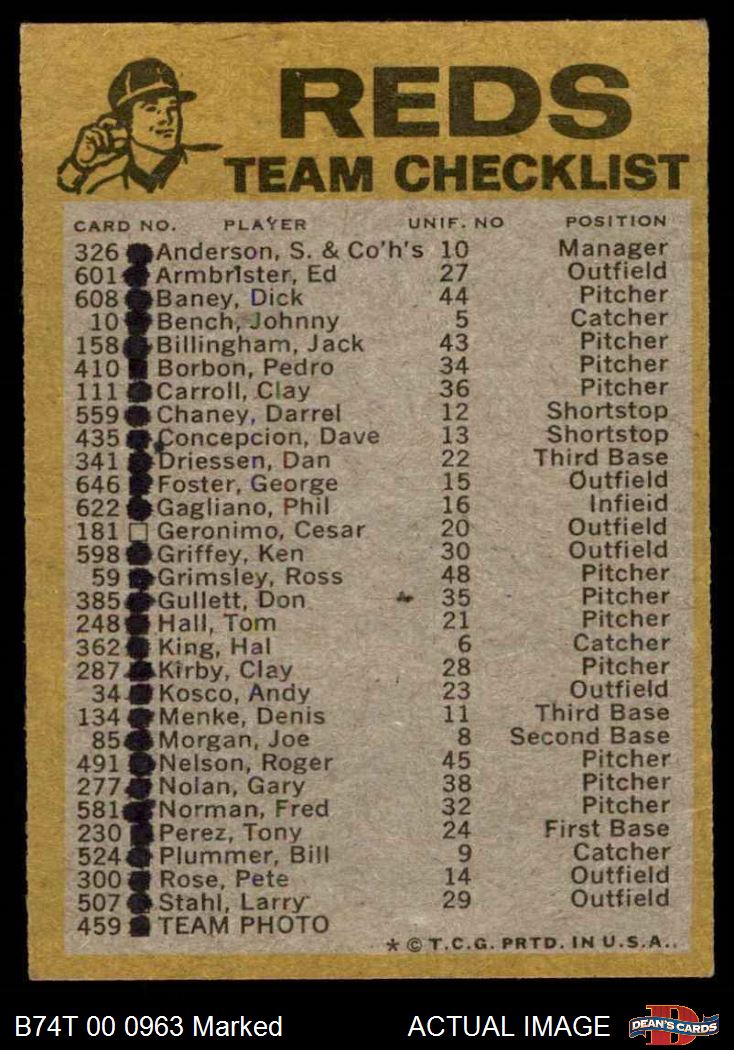 REDS
TEAM CHECKLIST
CARD NO. PLAYER UNIF. NO POSITION
326 Anderson, S. & Co'h's 10 Manager
601 Armbrister, Ed 27 Outfield
608 Baney, Dick 44 Pitcher
10 Bench, Johnny 5 Catcher
158 Billingham, Jack 43 Pitcher
410 Borbon, Pedro 34 Pitcher
111 Carroll, Clay 36 Pitcher
559 Chaney, Darrel 12 Shortstop
435 Concepcion, Dave 13 Shortstop
341 Driessen, Dan 22 Third Base
646 Foster, George 15 Outfield
622 Gagliano, Phil 16 Infieid
181 Geronimo, Cesar 20 Outfield
598 Griffey, Ken 30 Outfield
59 Grimsley, Ross 48 Pitcher
385 Gullett, Don 35 Pitcher
248 Hall, Tom 21 Pitcher
362 King, Hal 6 Catcher
287 Kirby, Clay 28 Pitcher
34 Kosco, Andy 23 Outfield
134 Menke, Denis 11 Third Base
85 Morgan, Joe 8 Second Base
491 Nelson, Roger 45 Pitcher
277 Nolan, Gary 38 Pitcher
581 Norman, Fred 32 Pitcher
230 Perez, Tony 24 First Base
524 Plummer, Bill 9 Catcher
300 Rose, Pete 14 Outfield
507 Stahl, Larry 29 Outfield
459 TEAM PHOTO
* © T.C.G. PRTD. IN U.S.A..
B74T 00 0963 Marked ACTUAL IMAGE DEAN'S CARDS